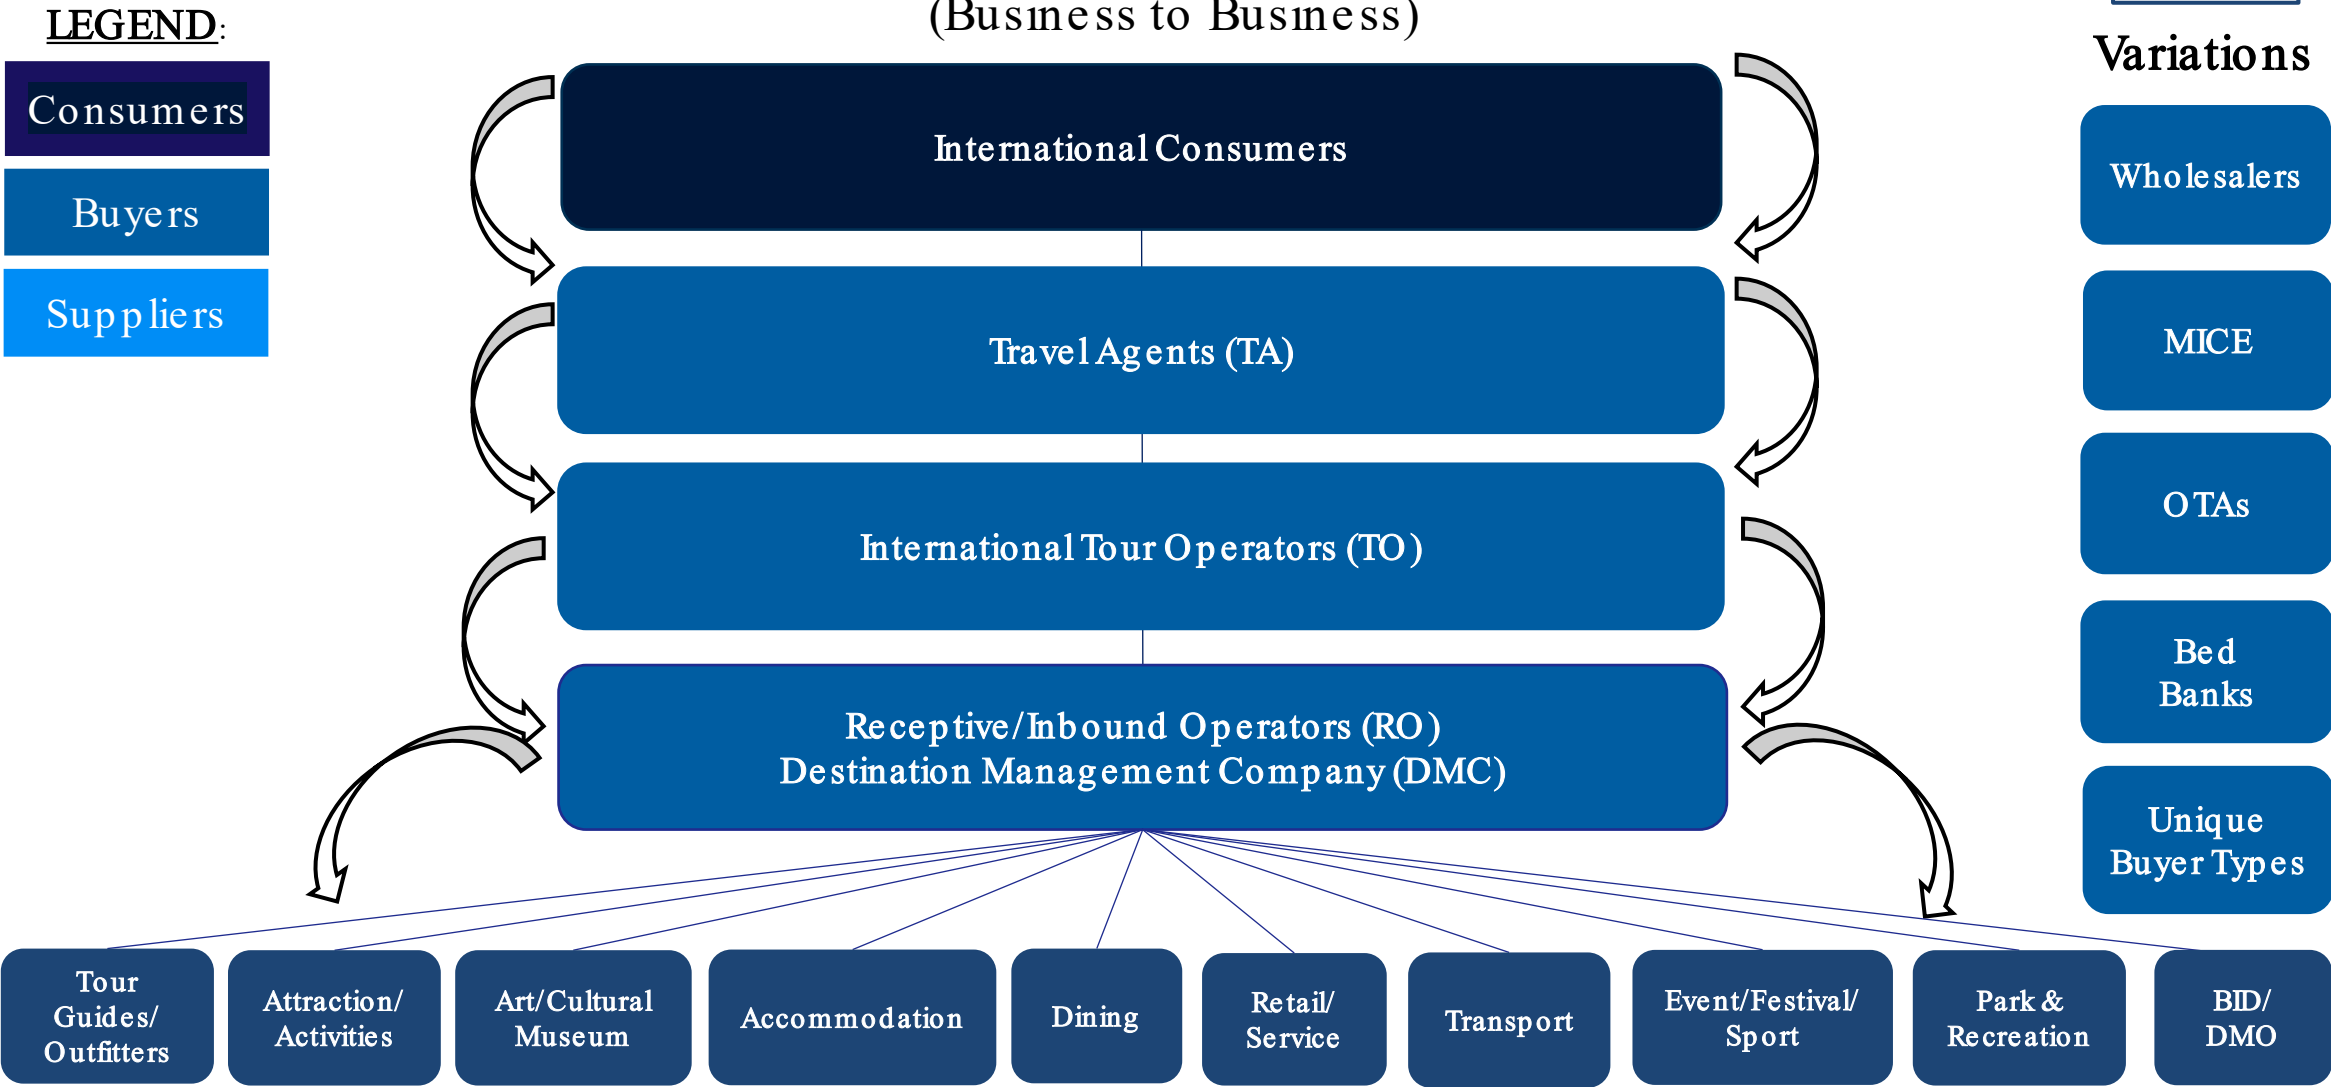 (Business to Business)
LEGEND:
Consumers
Buyers
Suppliers
International Consumers
Travel Agents (TA)
International Tour Operators (TO)
Receptive/Inbound Operators (RO)
Destination Management Company (DMC)
Variations
Wholesalers
MICE
OTAs
Bed
Banks
Unique
Buyer Types
Tour
Guides/
Outfitters
Attraction/
Activities
Art/Cultural
Museum
Accommodation
Dining
Retail/
Service
Transport
Event/Festival/
Sport
Park &
Recreation
BID/
DMO